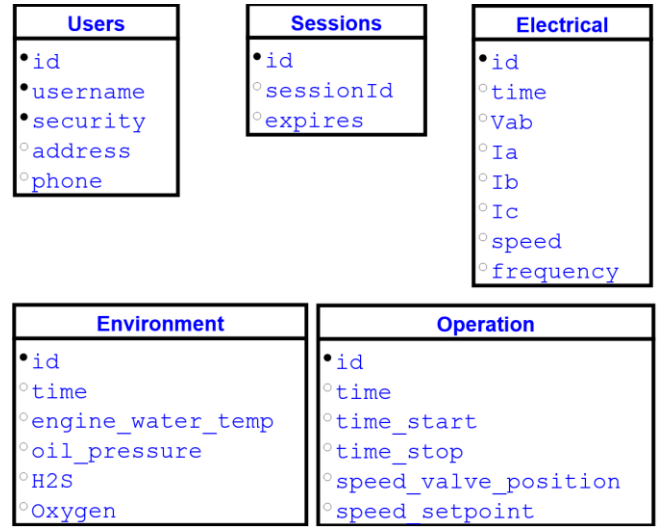 Users
id
username
security
address
phone
Sessions
id
sessionId
expires
Electrical
id
time
Vab
Ia
Ib
Ic
speed
frequency
Environment
id
time
engine_water_temp
oil_pressure
H2S
Oxygen
Operation
id
time
time_start
time_stop
speed_valve_position
speed_setpoint